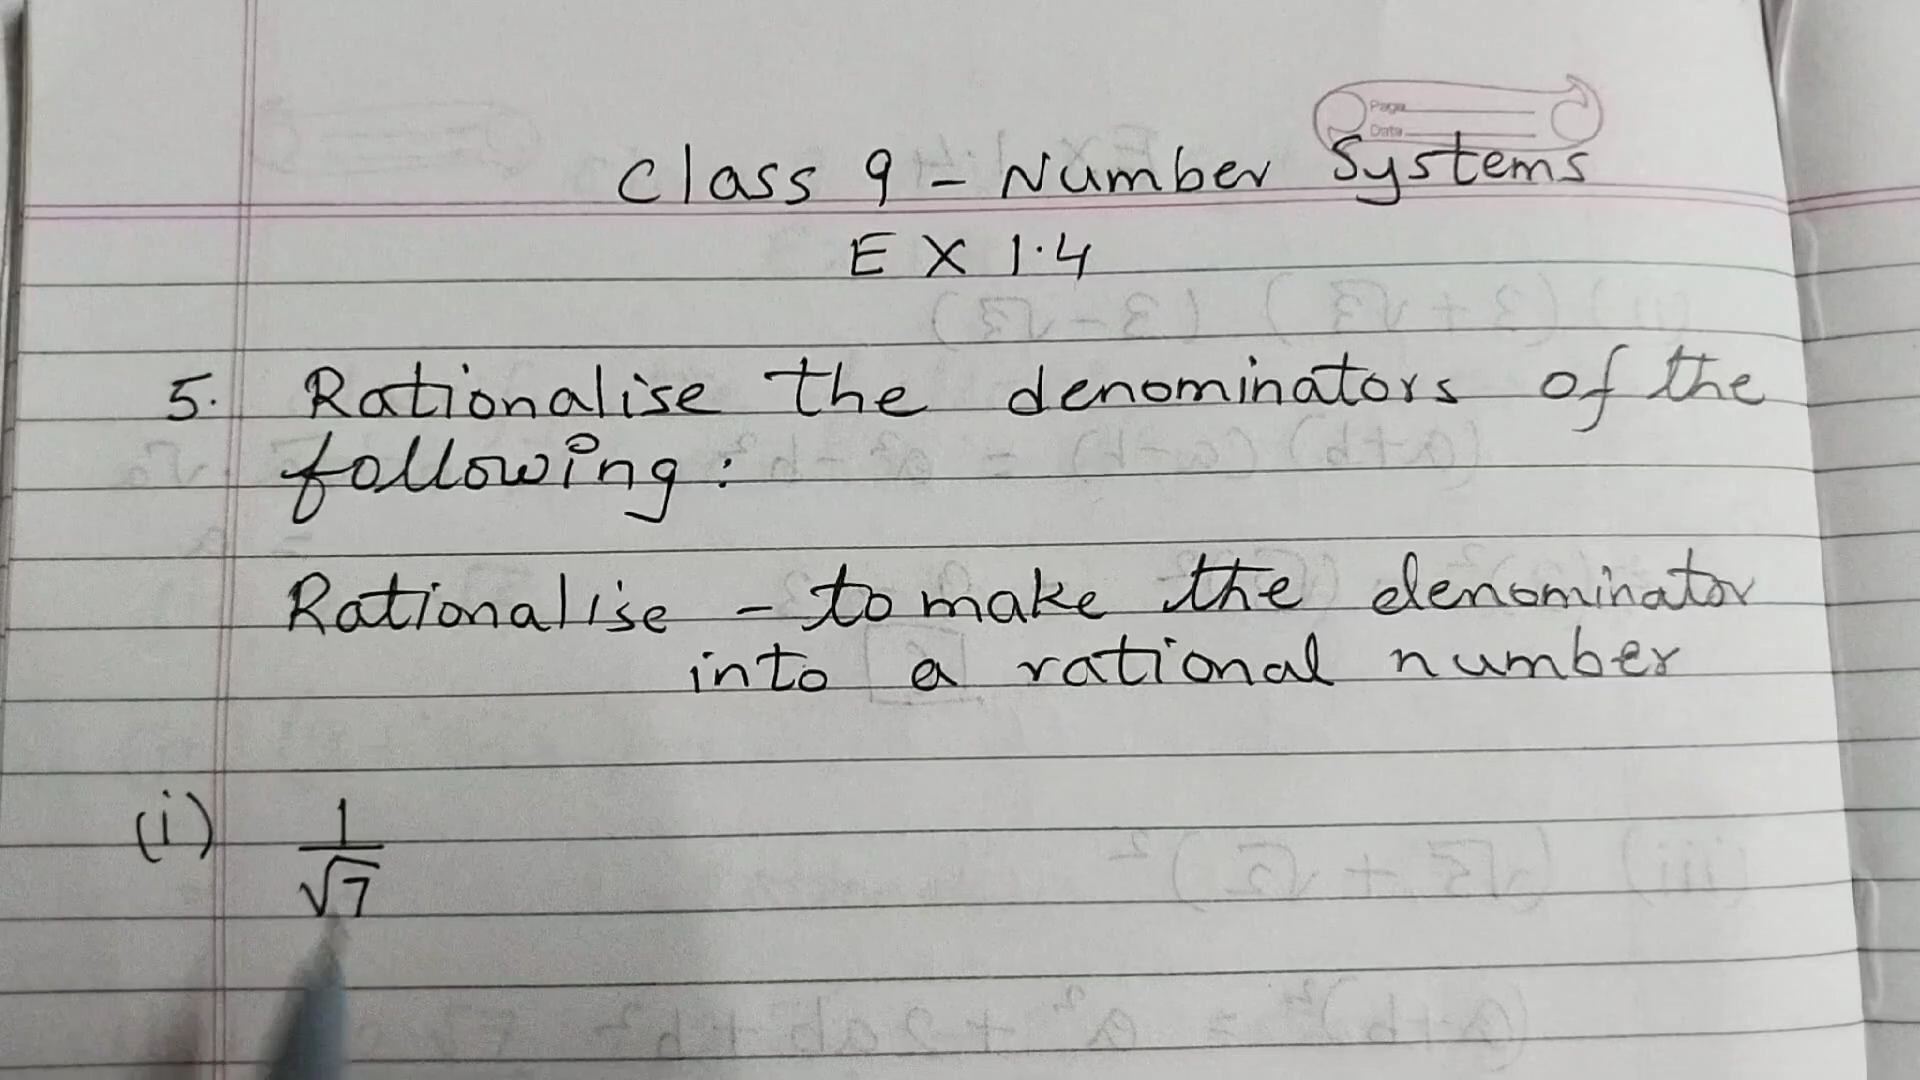 Page
Date
Class 9 - Number Systems
EX 1.4
5. Rationalise the denominators of the
following:
Rationalise - to make the denominator
into a rational number
(i) 1/√7